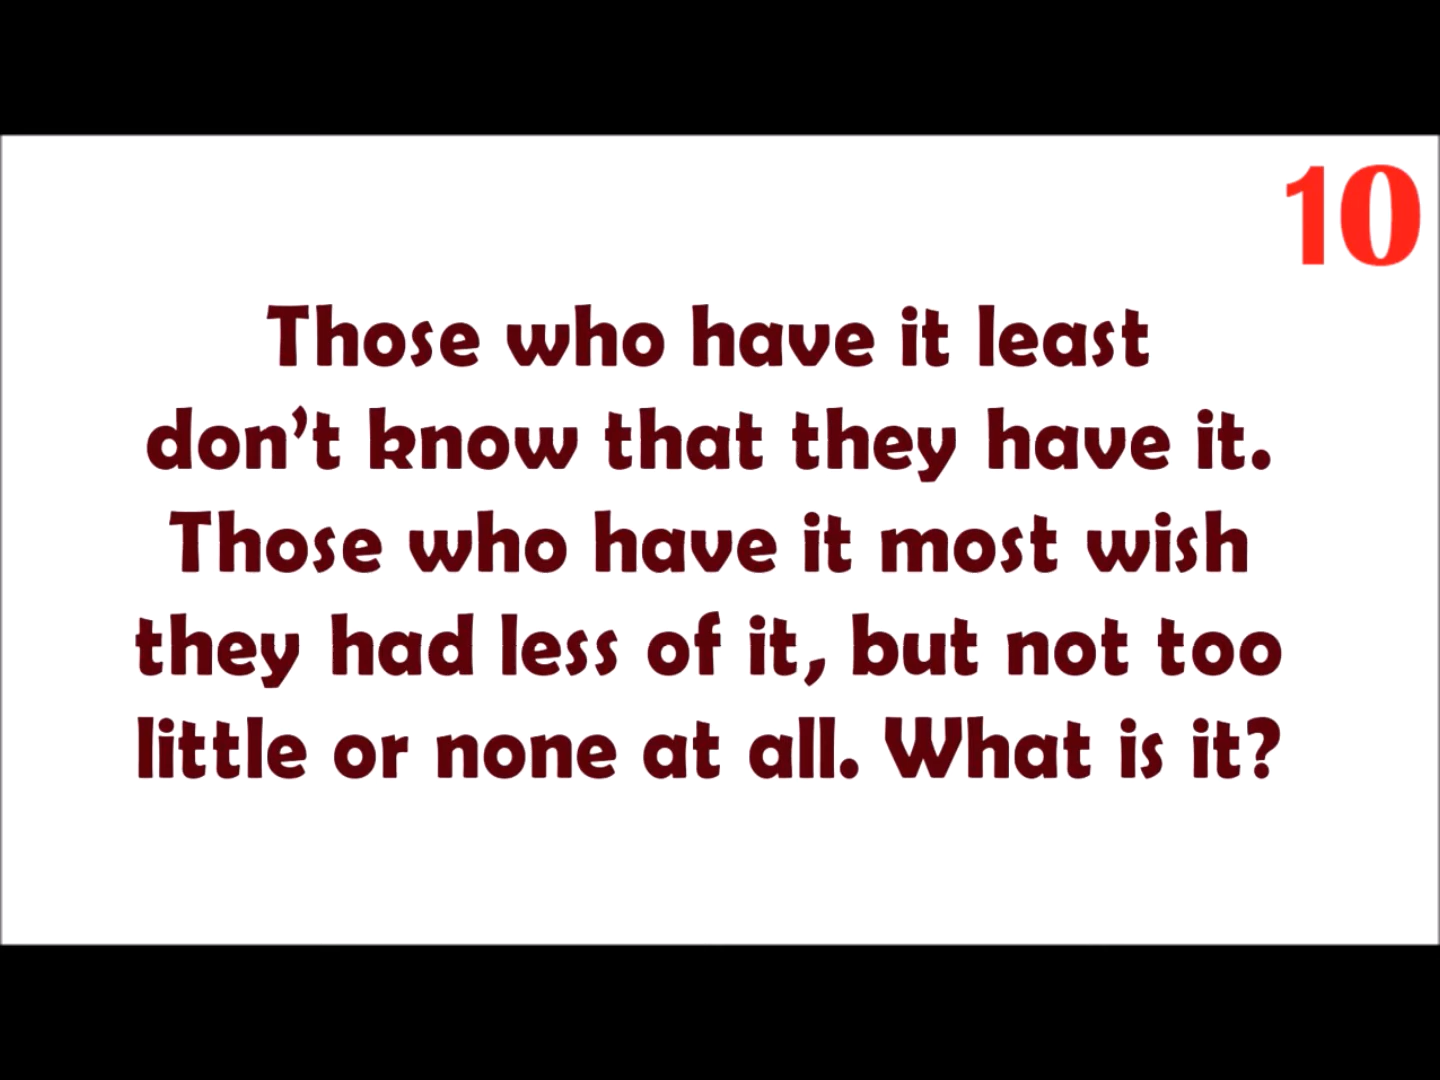 10
Those who have it least
don’t know that they have it.
Those who have it most wish
they had less of it, but not too
little or none at all. What is it?